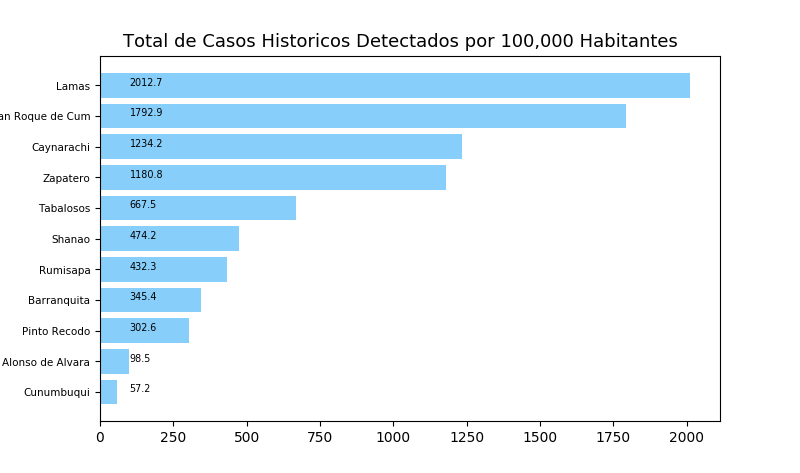 Total de Casos Historicos Detectados por 100,000 Habitantes
Lamas 2012.7
an Roque de Cum 1792.9
Caynarachi 1234.2
Zapatero 1180.8
Tabalosos 667.5
Shanao 474.2
Rumisapa 432.3
Barranquita 345.4
Pinto Recodo 302.6
Alonso de Alvara 98.5
Cunumbuqui 57.2
0 250 500 750 1000 1250 1500 1750 2000